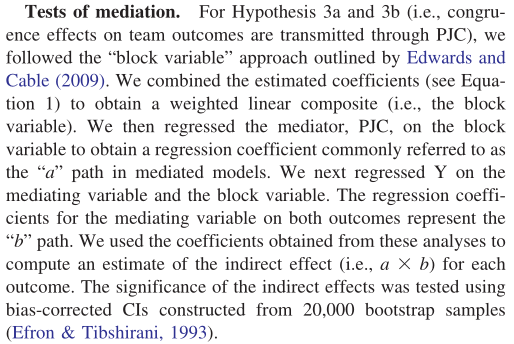 Tests of mediation. For Hypothesis 3a and 3b (i.e., congru-
ence effects on team outcomes are transmitted through PJC), we
followed the “block variable” approach outlined by Edwards and
Cable (2009). We combined the estimated coefficients (see Equa-
tion 1) to obtain a weighted linear composite (i.e., the block
variable). We then regressed the mediator, PJC, on the block
variable to obtain a regression coefficient commonly referred to as
the “a” path in mediated models. We next regressed Y on the
mediating variable and the block variable. The regression coeffi-
cients for the mediating variable on both outcomes represent the
“b” path. We used the coefficients obtained from these analyses to
compute an estimate of the indirect effect (i.e., a × b) for each
outcome. The significance of the indirect effects was tested using
bias-corrected CIs constructed from 20,000 bootstrap samples
(Efron & Tibshirani, 1993).